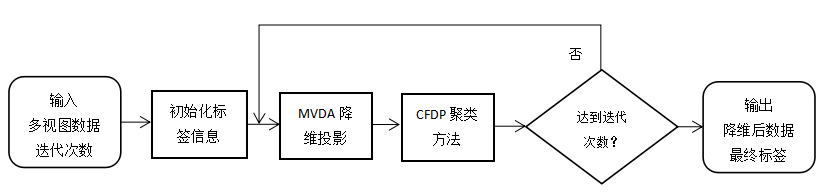 输入
多视图数据
迭代次数
初始化标
签信息
MVDA 降
维投影
CFDP 聚类
方法
否
达到迭代
次数？
输出
降维后数据
最终标签